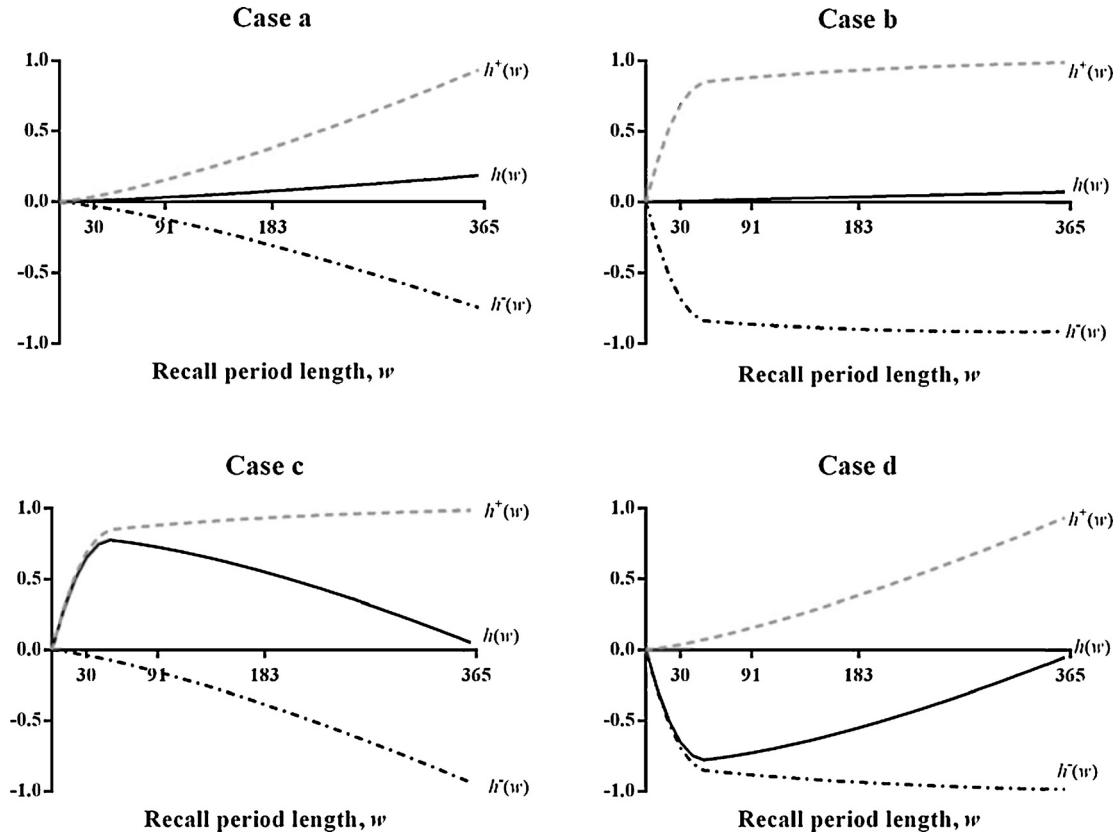 Case a
1.0
0.5
0.0
-0.5
-1.0
30
91
183
365
h⁺(w)
h(w)
h⁻(w)
Recall period length, w
Case b
1.0
0.5
0.0
-0.5
-1.0
30
91
183
365
h⁺(w)
h(w)
h⁻(w)
Recall period length, w
Case c
1.0
0.5
0.0
-0.5
-1.0
30
91
183
365
h⁺(w)
h(w)
h⁻(w)
Recall period length, w
Case d
1.0
0.5
0.0
-0.5
-1.0
30
91
183
365
h⁺(w)
h(w)
h⁻(w)
Recall period length, w